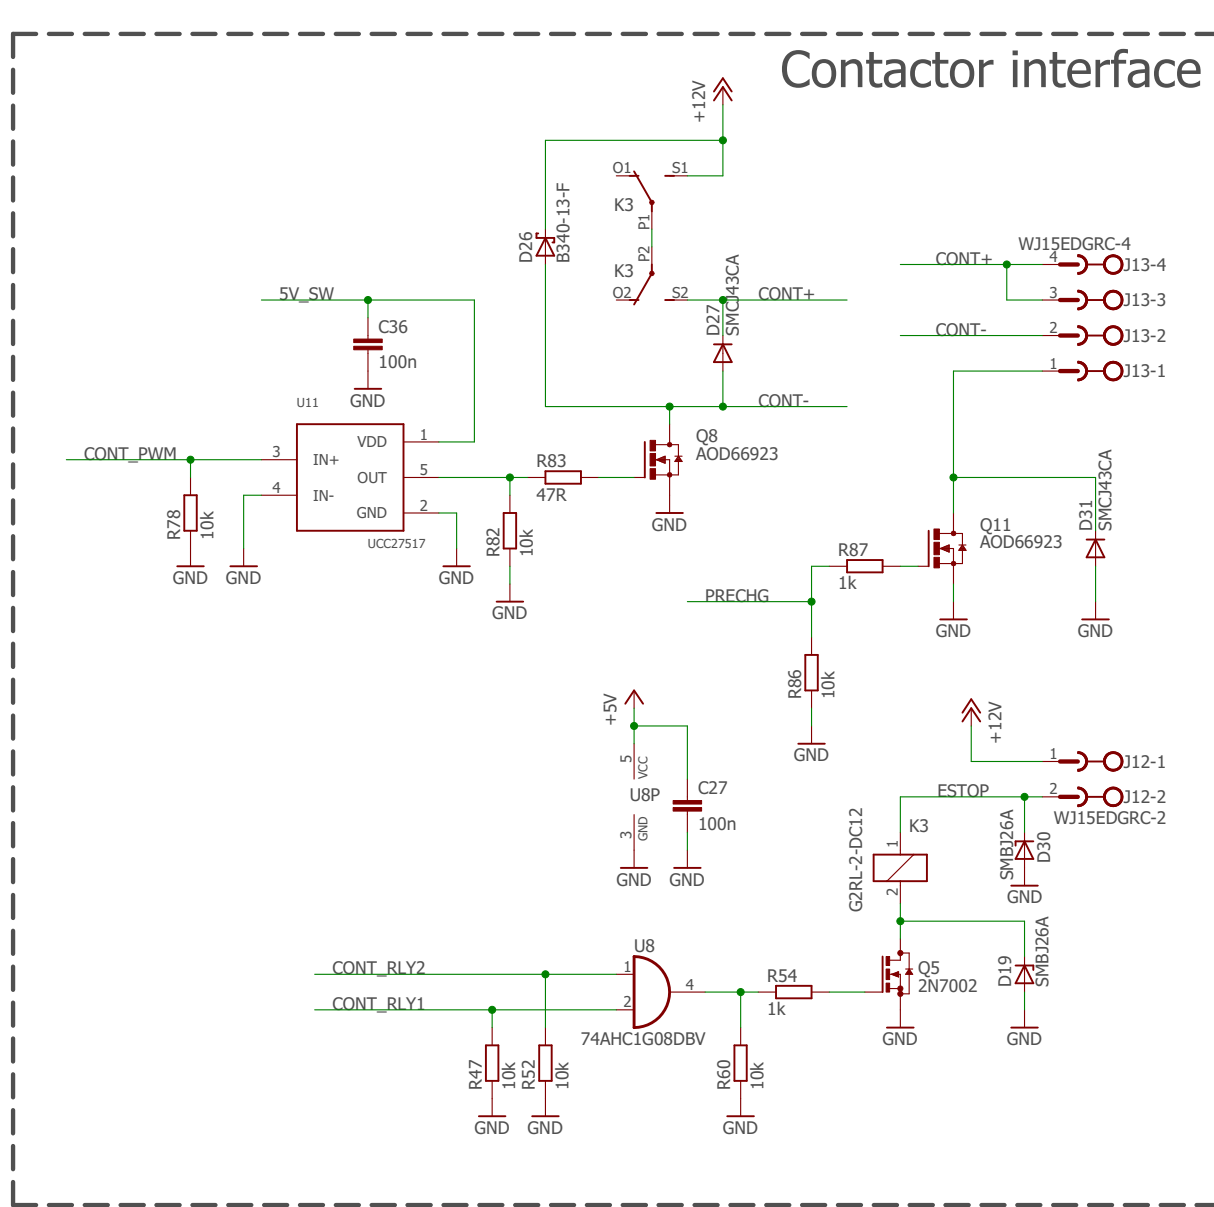 Contactor interface
+12V
O1
S1
K3
P1
P2
K3
O2
S2
D26
B340-13-F
CONT+
D27
SMCJ43CA
CONT-
WJ15EDGRC-4
CONT+
4
J13-4
3
J13-3
CONT-
2
J13-2
1
J13-1
5V_SW
C36
100n
GND
U11
VDD
1
CONT_PWM
3
IN+
OUT
5
4
IN-
GND
2
UCC27517
R78
10k
GND
GND
GND
R83
47R
R82
10k
GND
Q8
AOD66923
GND
Q11
AOD66923
GND
D31
SMCJ43CA
GND
R87
1k
PRECHG
R86
10k
GND
+5V
5
VCC
U8P
3
GND
GND
C27
100n
GND
+12V
1
J12-1
ESTOP
2
J12-2
WJ15EDGRC-2
K3
G2RL-2-DC12
1
2
SMBJ26A
D30
GND
D19
SMBJ26A
GND
Q5
2N7002
GND
U8
CONT_RLY2
1
CONT_RLY1
2
4
74AHC1G08DBV
R54
1k
R47
10k
GND
R52
10k
GND
R60
10k
GND